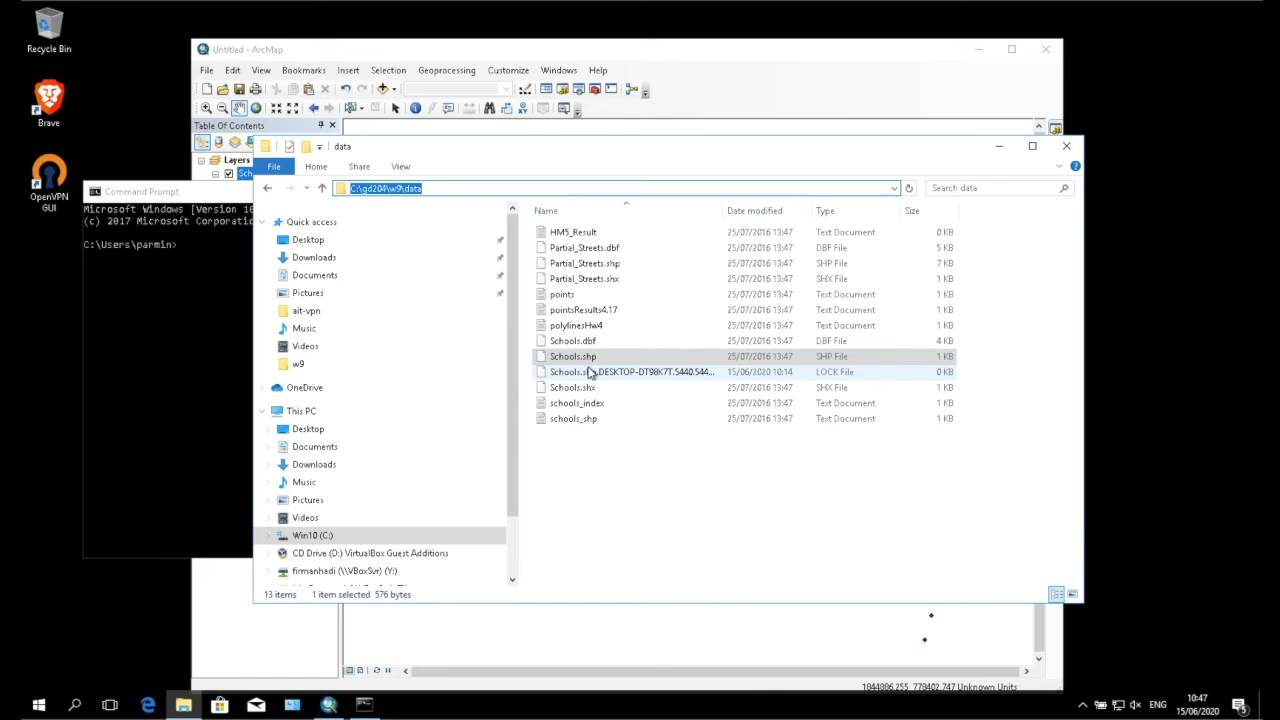 Recycle Bin
Brave
OpenVPN
GUI
Untitled - ArcMap
File Edit View Bookmarks Insert Selection Geoprocessing Customize Windows Help
Table Of Contents
Layers
Sch
Command Prompt
Microsoft Windows [Version 10
(c) 2017 Microsoft Corporatio
C:\Users\parmin>
data
File Home Share View
C:\gd204\w9\data
Search data
Quick access
Desktop
Downloads
Documents
Pictures
ait-vpn
Music
Videos
w9
OneDrive
This PC
Desktop
Documents
Downloads
Music
Pictures
Videos
Win10 (C:)
CD Drive (D:) VirtualBox Guest Additions
firmanhadi (\\VBoxSvr) (Y:)
Name Date modified Type Size
HM5_Result 25/07/2016 13:47 Text Document 0 KB
Partial_Streets.dbf 25/07/2016 13:47 DBF File 5 KB
Partial_Streets.shp 25/07/2016 13:47 SHP File 7 KB
Partial_Streets.shx 25/07/2016 13:47 SHX File 1 KB
points 25/07/2016 13:47 Text Document 1 KB
pointsResults4.17 25/07/2016 13:47 Text Document 1 KB
polylinesHw4 25/07/2016 13:47 Text Document 1 KB
Schools.dbf 25/07/2016 13:47 DBF File 4 KB
Schools.shp 25/07/2016 13:47 SHP File 1 KB
DESKTOP-DT98K7T.5440.544... 15/06/2020 10:14 LOCK File 0 KB
Schools.shx 25/07/2016 13:47 SHX File 1 KB
schools_index 25/07/2016 13:47 Text Document 1 KB
schools_shp 25/07/2016 13:47 Text Document 1 KB
13 items 1 item selected 576 bytes
1844886.255 778402.747 Unknown Units
ENG
10:47
15/06/2020
5